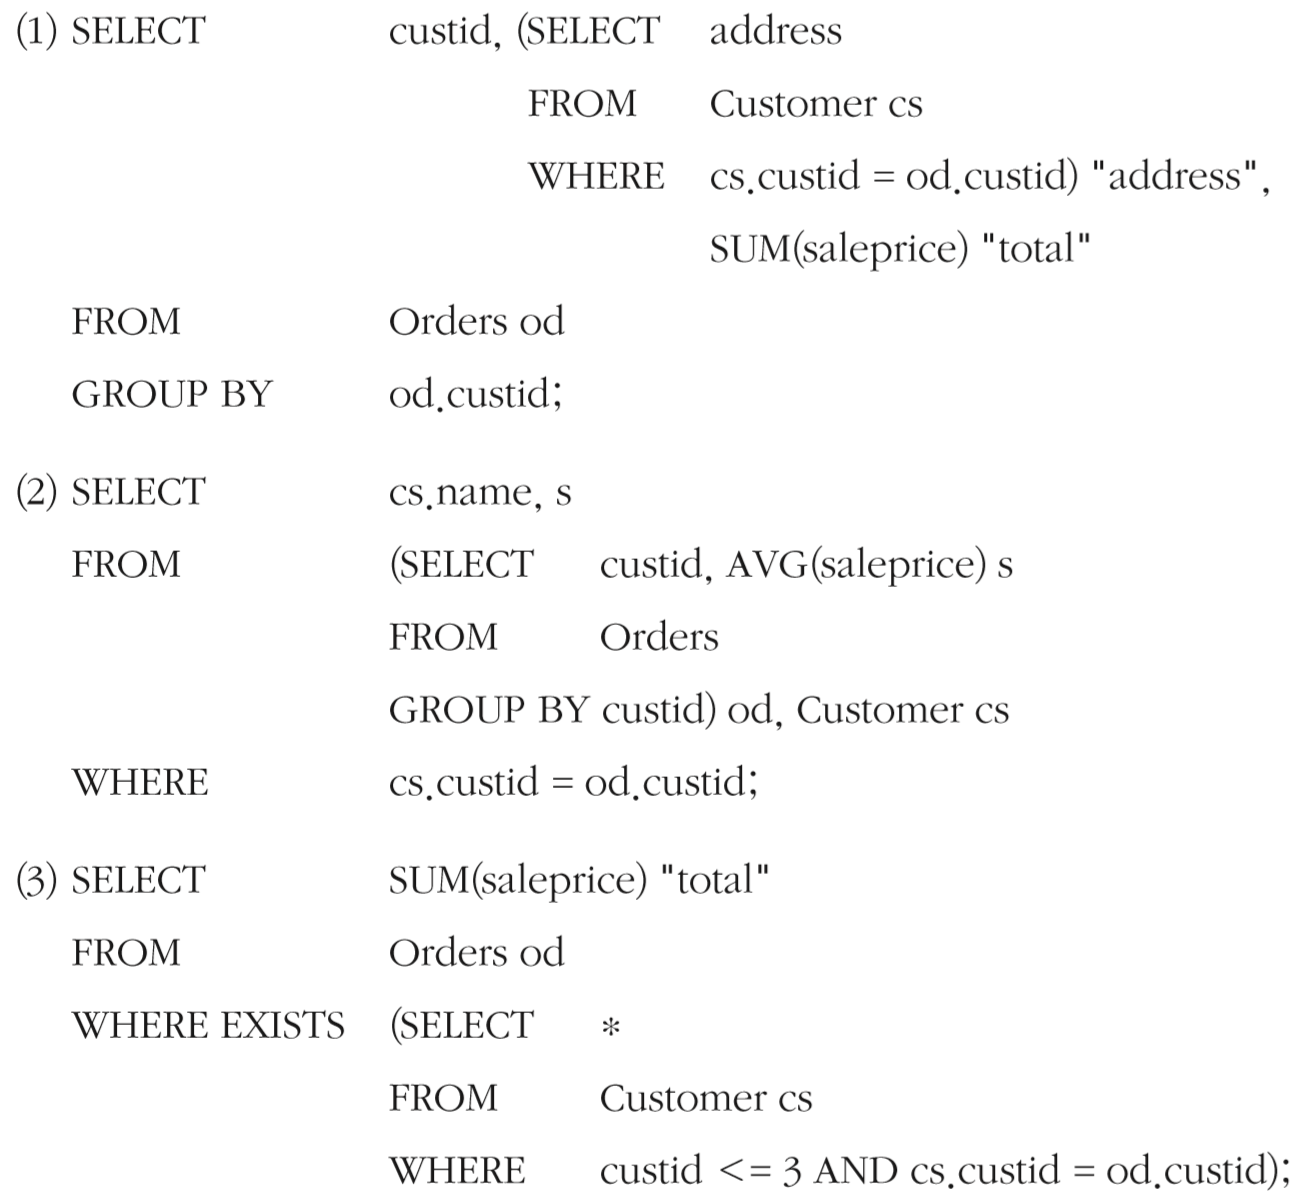 (1) SELECT custid, (SELECT address
FROM Customer cs
WHERE cs.custid = od.custid) "address",
SUM(saleprice) "total"
FROM Orders od
GROUP BY od.custid;
(2) SELECT cs.name, s
FROM (SELECT custid, AVG(saleprice) s
FROM Orders
GROUP BY custid) od, Customer cs
WHERE cs.custid = od.custid;
(3) SELECT SUM(saleprice) "total"
FROM Orders od
WHERE EXISTS (SELECT *
FROM Customer cs
WHERE custid <= 3 AND cs.custid = od.custid);